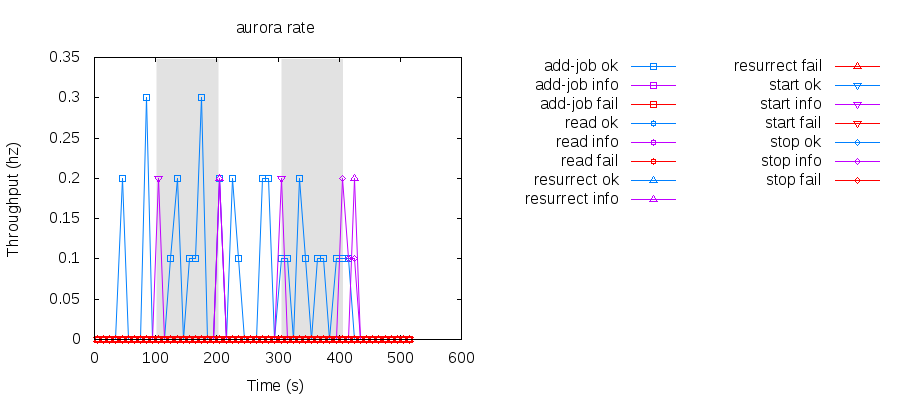 aurora rate
Throughput (hz)
0.35
0.3
0.25
0.2
0.15
0.1
0.05
0
0 100 200 300 400 500 600
Time (s)
add-job ok
add-job info
add-job fail
read ok
read info
read fail
resurrect ok
resurrect info
resurrect fail
start ok
start info
start fail
stop ok
stop info
stop fail